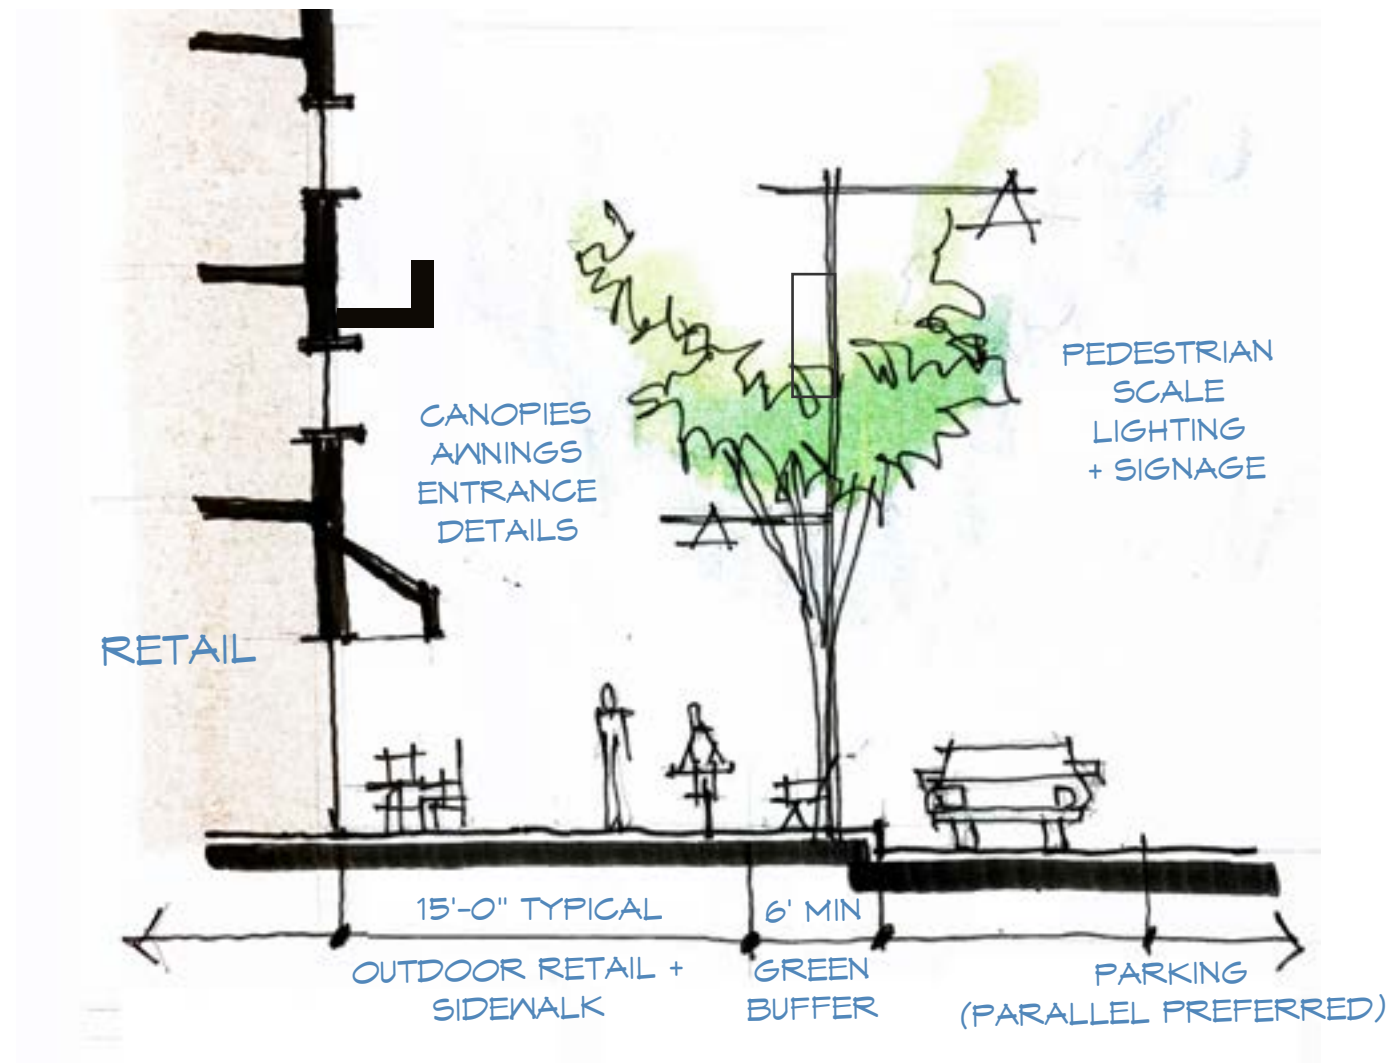 CANOPIES
AWNINGS
ENTRANCE
DETAILS
PEDESTRIAN
SCALE
LIGHTING
+ SIGNAGE
RETAIL
15'-0" TYPICAL
6' MIN
OUTDOOR RETAIL +
SIDEWALK
GREEN
BUFFER
PARKING
(PARALLEL PREFERRED)